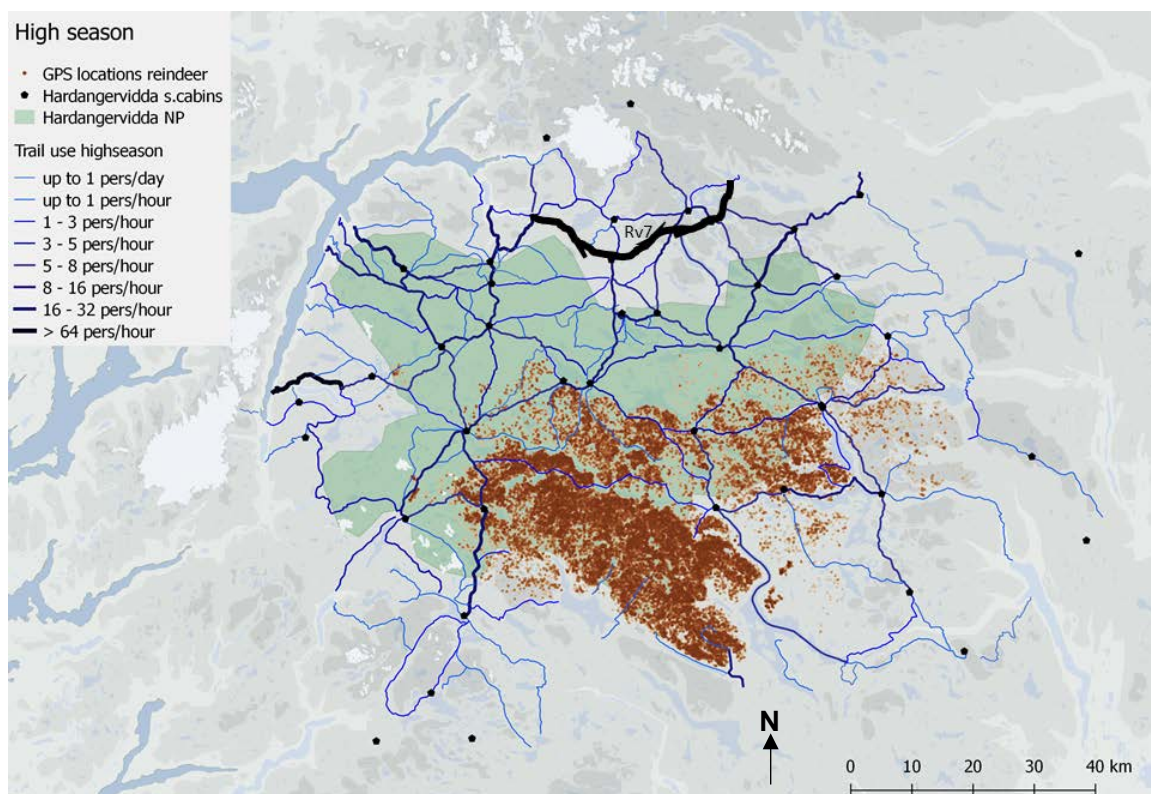 High season
GPS locations reindeer
Hardangervidda s.cabins
Hardangervidda NP
Trail use highseason
up to 1 pers/day
up to 1 pers/hour
1 - 3 pers/hour
3 - 5 pers/hour
5 - 8 pers/hour
8 - 16 pers/hour
16 - 32 pers/hour
> 64 pers/hour
Rv7
N
0 10 20 30 40 km